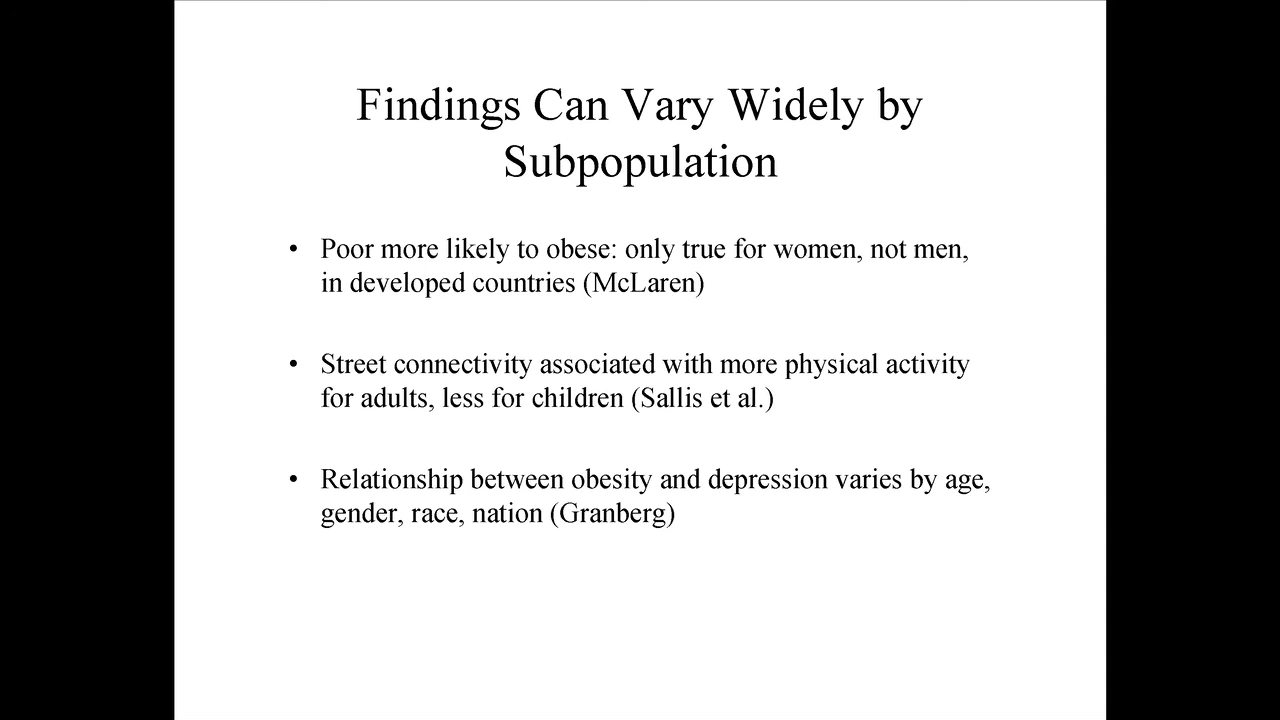 Findings Can Vary Widely by
Subpopulation
• Poor more likely to obese: only true for women, not men,
in developed countries (McLaren)
• Street connectivity associated with more physical activity
for adults, less for children (Sallis et al.)
• Relationship between obesity and depression varies by age,
gender, race, nation (Granberg)